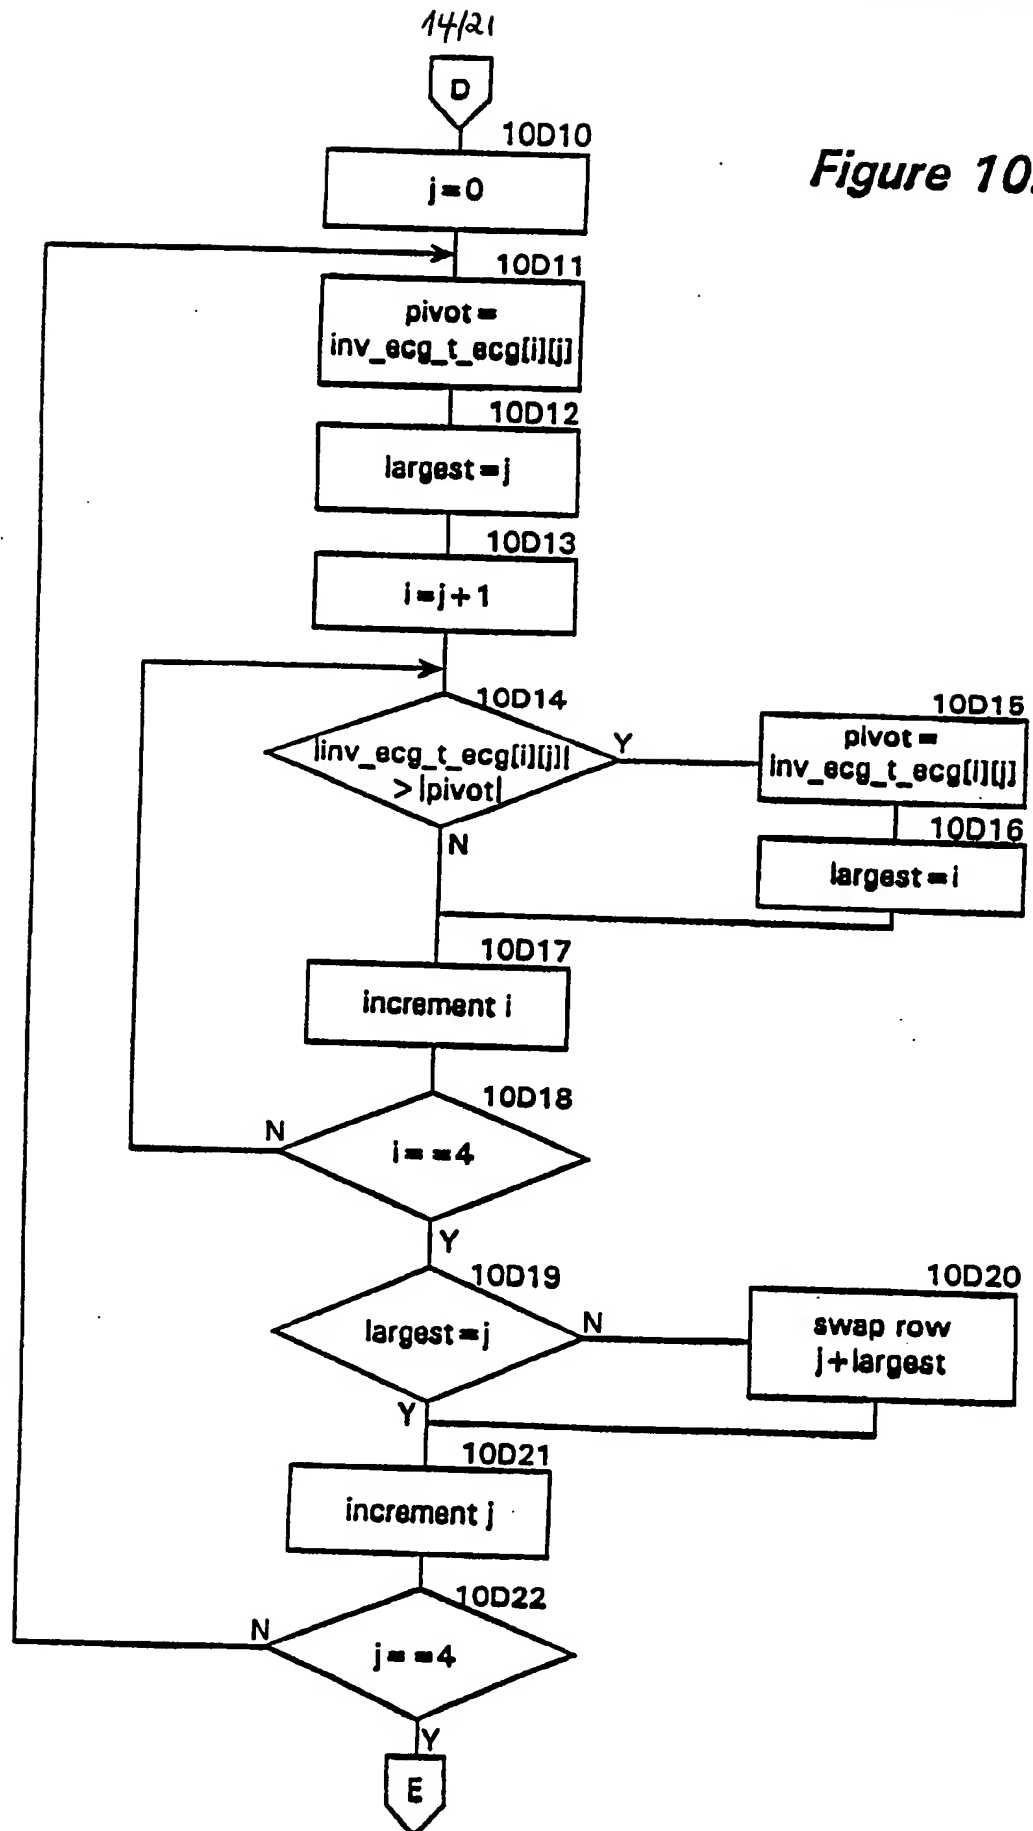 14/21
D
Figure 10.
10D10
j=0
10D11
pivot=
inv_ecg_t_ecg[i][j]
10D12
largest=j
10D13
i=j+1
10D14
|inv_ecg_t_ecg[i][j]|
>|pivot|
Y
N
10D15
pivot=
inv_ecg_t_ecg[i][j]
10D16
largest=i
10D17
increment i
10D18
i==4
N
Y
10D19
largest=j
N
Y
10D20
swap row
j+largest
10D21
increment j
10D22
j==4
N
Y
E